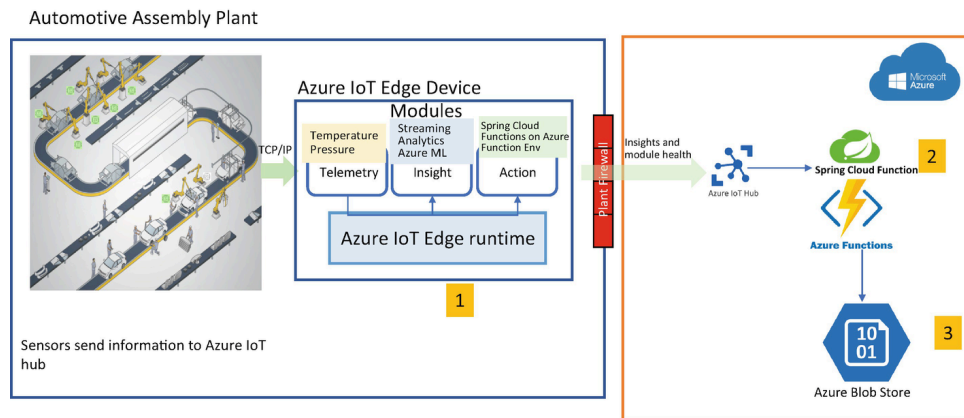 Automotive Assembly Plant
Azure IoT Edge Device
Modules
Temperature
Pressure
Streaming
Analytics
Azure ML
Spring Cloud
Functions on Azure
Function Env
TCP/IP
Telemetry
Insight
Action
Azure IoT Edge runtime
1
Sensors send information to Azure IoT
hub
Plant Firewall
Insights and
module health
Microsoft
Azure
Azure IoT Hub
Spring Cloud Function
2
Azure Functions
10
01
3
Azure Blob Store